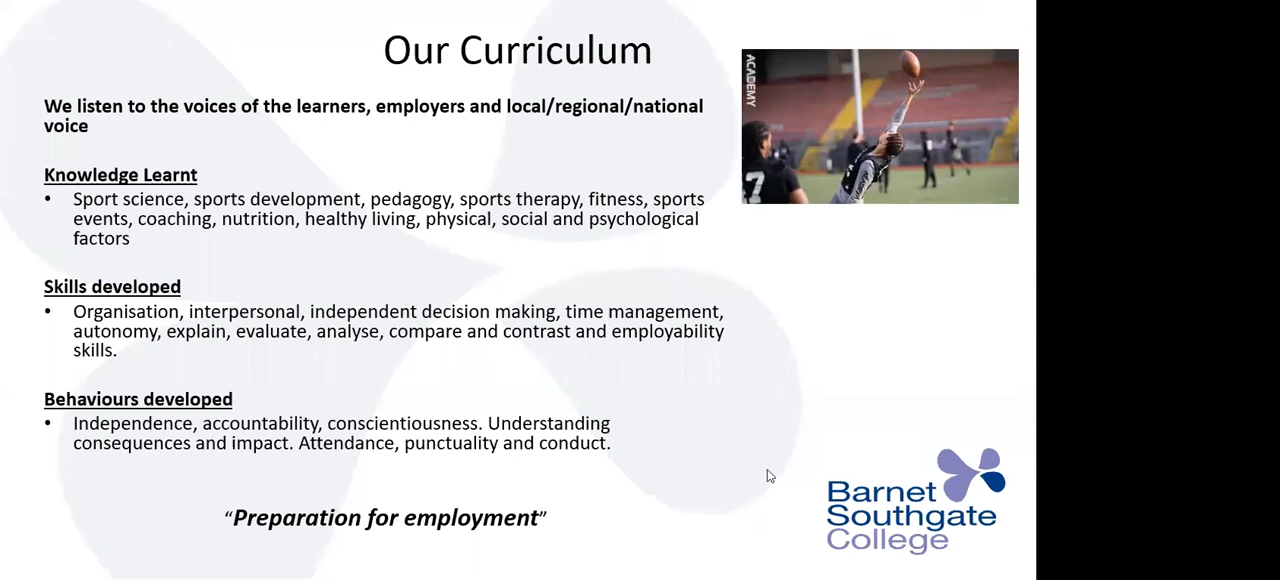 Our Curriculum
ACADEMY
We listen to the voices of the learners, employers and local/regional/national
voice
Knowledge Learnt
• Sport science, sports development, pedagogy, sports therapy, fitness, sports
events, coaching, nutrition, healthy living, physical, social and psychological
factors
7
Skills developed
• Organisation, interpersonal, independent decision making, time management,
autonomy, explain, evaluate, analyse, compare and contrast and employability
skills.
Behaviours developed
• Independence, accountability, conscientiousness. Understanding
consequences and impact. Attendance, punctuality and conduct.
“Preparation for employment”
Barnet
Southgate
College